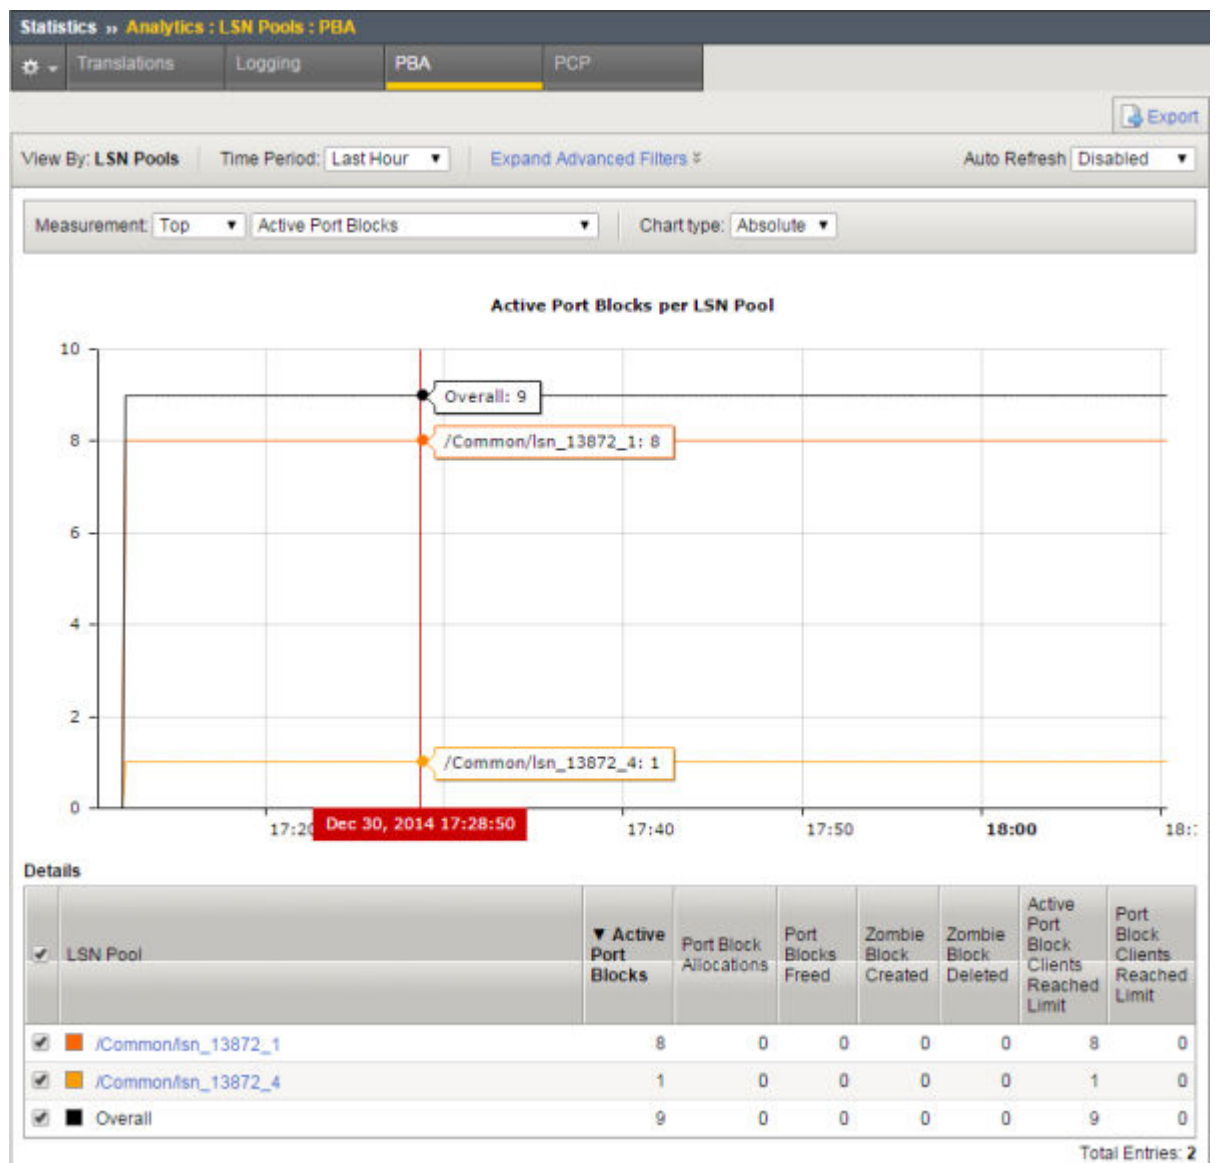 Statistics » Analytics : LSN Pools : PBA
Translations Logging PBA PCP
Export
View By: LSN Pools Time Period: Last Hour Expand Advanced Filters Auto Refresh Disabled
Measurement: Top Active Port Blocks Chart type: Absolute
Active Port Blocks per LSN Pool
10
Overall: 9
8
/Common/lsn_13872_1: 8
6
4
2
/Common/lsn_13872_4: 1
0
17:20 Dec 30, 2014 17:28:50 17:40 17:50 18:00 18:
Details
LSN Pool ▼ Active Port Blocks Port Block Allocations Port Blocks Freed Zombie Block Created Zombie Block Deleted Active Port Block Clients Reached Limit Port Block Clients Reached Limit
/Common/lsn_13872_1 8 0 0 0 0 8 0
/Common/lsn_13872_4 1 0 0 0 0 1 0
Overall 9 0 0 0 0 9 0
Total Entries: 2